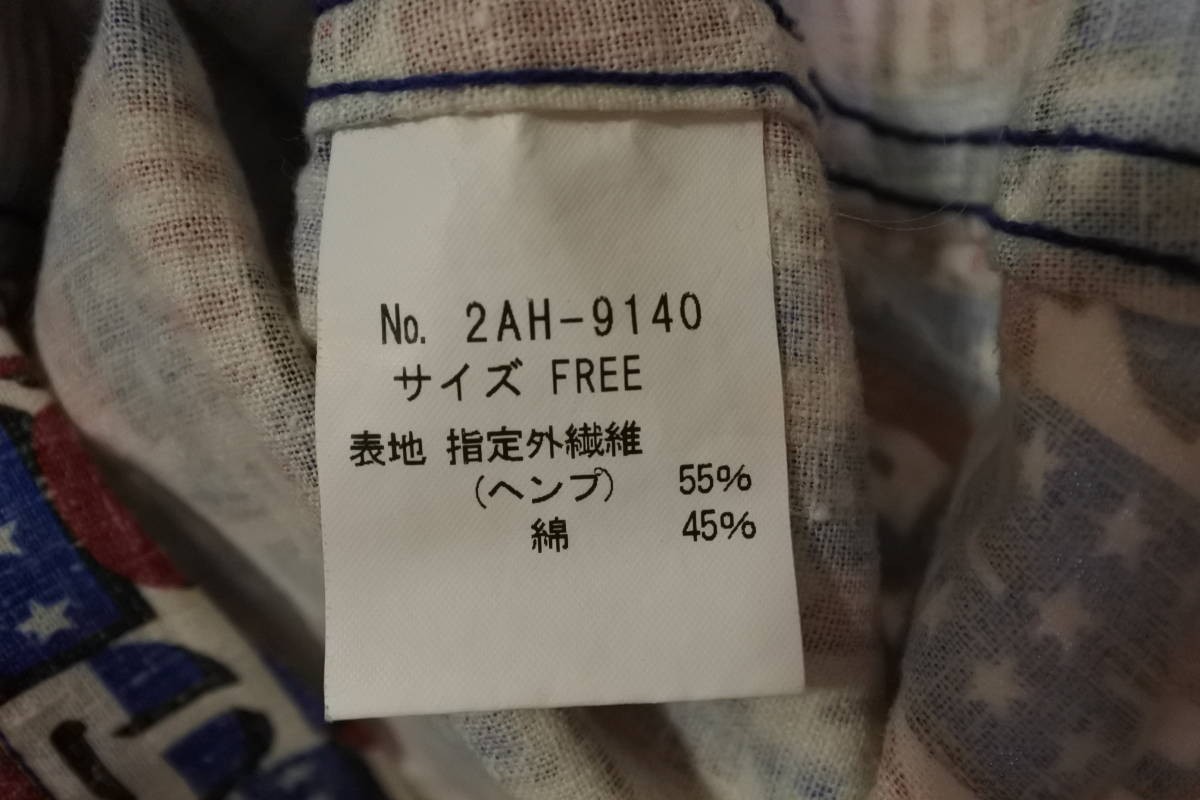 No. 2AH-9140
サイズ FREE
表地 指定外繊維
(ヘンプ) 55%
綿 45%